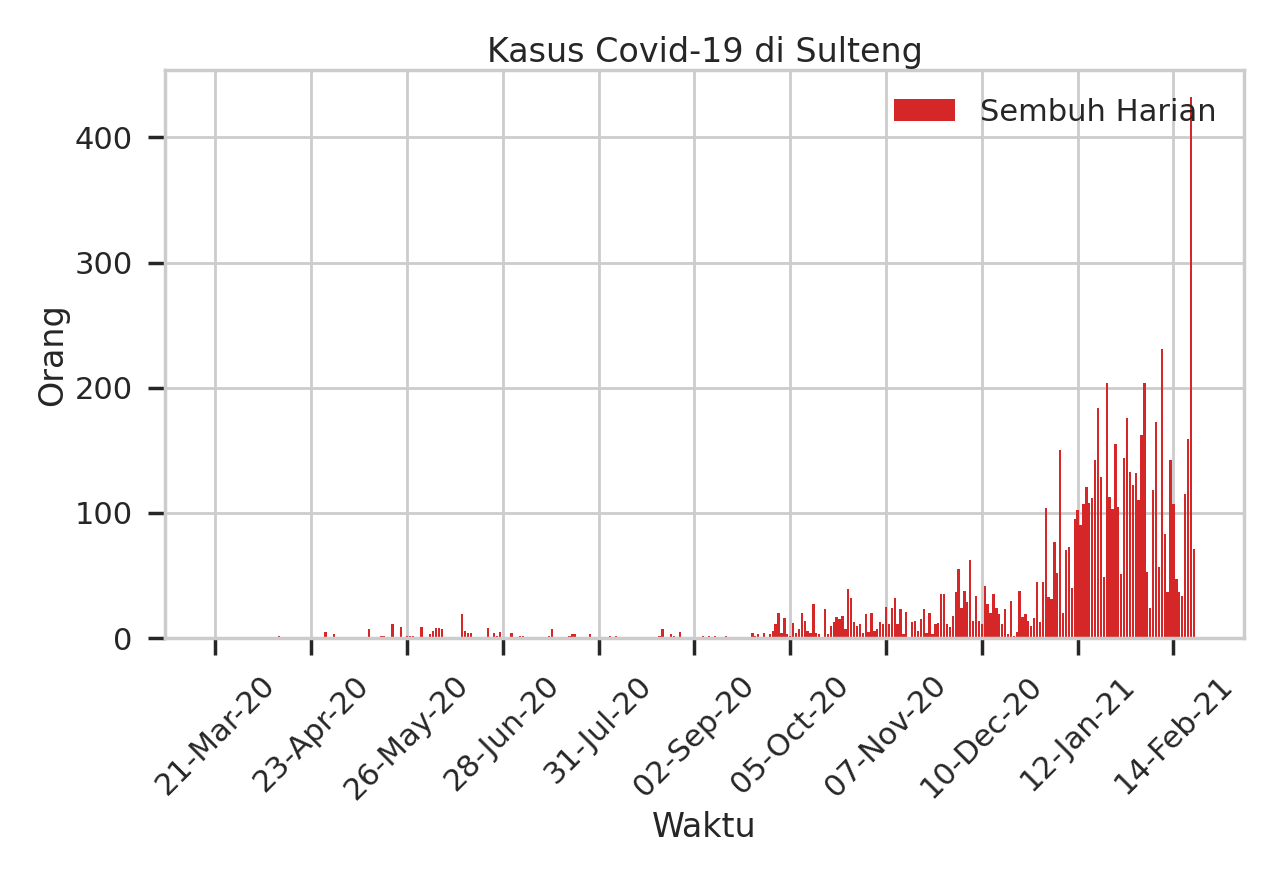 Kasus Covid-19 di Sulteng
Sembuh Harian
Orang
400
300
200
100
0
21-Mar-20
23-Apr-20
26-May-20
28-Jun-20
31-Jul-20
02-Sep-20
05-Oct-20
07-Nov-20
10-Dec-20
12-Jan-21
14-Feb-21
Waktu